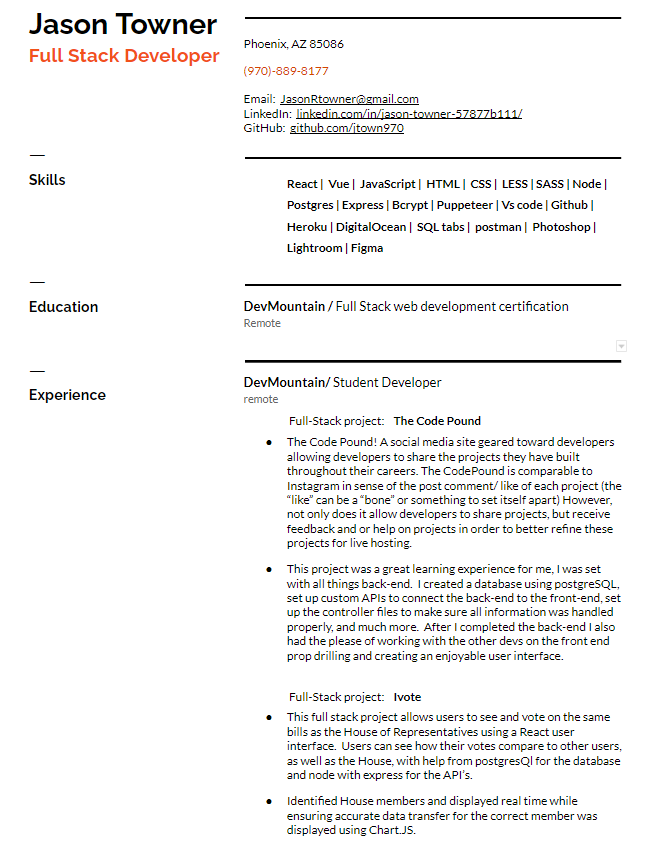 Jason Towner
Full Stack Developer
Phoenix, AZ 85086
(970)-889-8177
Email: JasonRtowner@gmail.com
LinkedIn: linkedin.com/in/jason-towner-57877b111/
GitHub: github.com/jtown970
Skills
React | Vue | JavaScript | HTML | CSS | LESS | SASS | Node |
Postgres | Express | Bcrypt | Puppeteer | Vs code | Github |
Heroku | DigitalOcean | SQL tabs | postman | Photoshop |
Lightroom | Figma
Education
DevMountain / Full Stack web development certification
Remote
Experience
DevMountain/ Student Developer
remote
Full-Stack project: The Code Pound
● The Code Pound! A social media site geared toward developers
allowing developers to share the projects they have built
throughout their careers. The CodePound is comparable to
Instagram in sense of the post comment/ like of each project (the
“like” can be a “bone” or something to set itself apart) However,
not only does it allow developers to share projects, but receive
feedback and or help on projects in order to better refine these
projects for live hosting.
● This project was a great learning experience for me, I was set
with all things back-end. I created a database using postgreSQL,
set up custom APIs to connect the back-end to the front-end, set
up the controller files to make sure all information was handled
properly, and much more. After I completed the back-end I also
had the please of working with the other devs on the front end
prop drilling and creating an enjoyable user interface.
Full-Stack project: Ivote
● This full stack project allows users to see and vote on the same
bills as the House of Representatives using a React user
interface. Users can see how their votes compare to other users,
as well as the House, with help from postgresQl for the database
and node with express for the API’s.
● Identified House members and displayed real time while
ensuring accurate data transfer for the correct member was
displayed using Chart.JS.